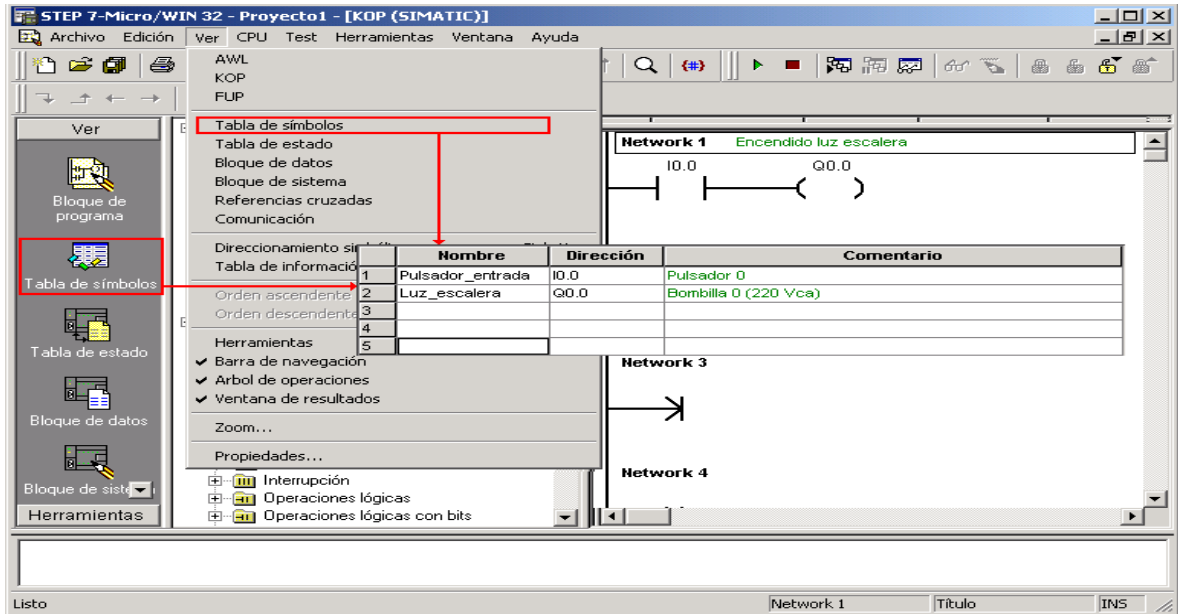 STEP 7-Micro/WIN 32 - Proyecto1 - [KOP (SIMATIC)]
Archivo Edición Ver CPU Test Herramientas Ventana Ayuda
AWL
KOP
FUP
Tabla de símbolos
Tabla de estado
Bloque de datos
Bloque de sistema
Referencias cruzadas
Comunicación
Direccionamiento
Tabla de informació
Orden ascendente
Orden descendente
Herramientas
Barra de navegación
Arbol de operaciones
Ventana de resultados
Zoom...
Propiedades...
Ver
Bloque de
programa
Tabla de símbolos
Tabla de estado
Bloque de datos
Bloque de
Herramientas
Interrupción
Operaciones lógicas
Operaciones lógicas con bits
Network 1 Encendido luz escalera
I0.0 Q0.0
Nombre Dirección Comentario
1 Pulsador_entrada I0.0 Pulsador 0
2 Luz_escalera Q0.0 Bombilla 0 (220 Vca)
3
4
5
Network 3
Network 4
Listo Network 1 Título INS